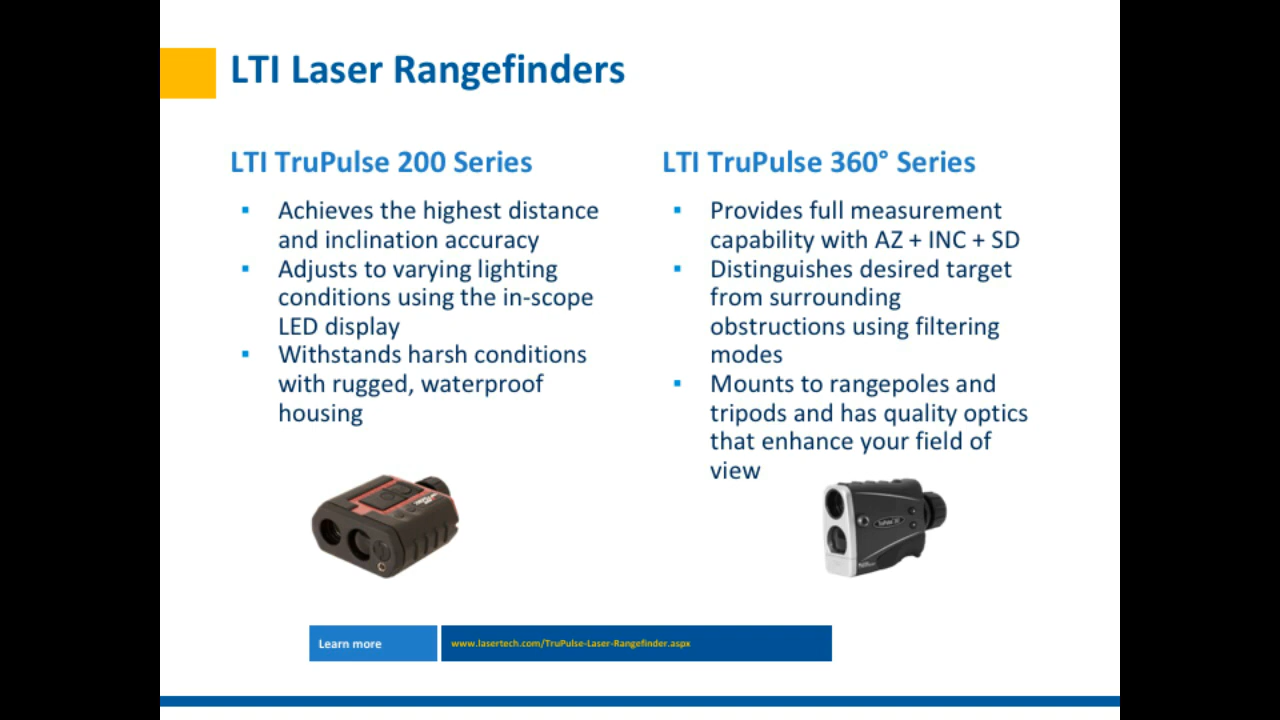 LTI Laser Rangefinders
LTI TruPulse 200 Series
▪ Achieves the highest distance
and inclination accuracy
▪ Adjusts to varying lighting
conditions using the in-scope
LED display
▪ Withstands harsh conditions
with rugged, waterproof
housing
LTI TruPulse 360° Series
▪ Provides full measurement
capability with AZ + INC + SD
▪ Distinguishes desired target
from surrounding
obstructions using filtering
modes
▪ Mounts to rangepoles and
tripods and has quality optics
that enhance your field of
view
Learn more
www.lasertech.com/TruPulse-Laser-Rangefinder.aspx